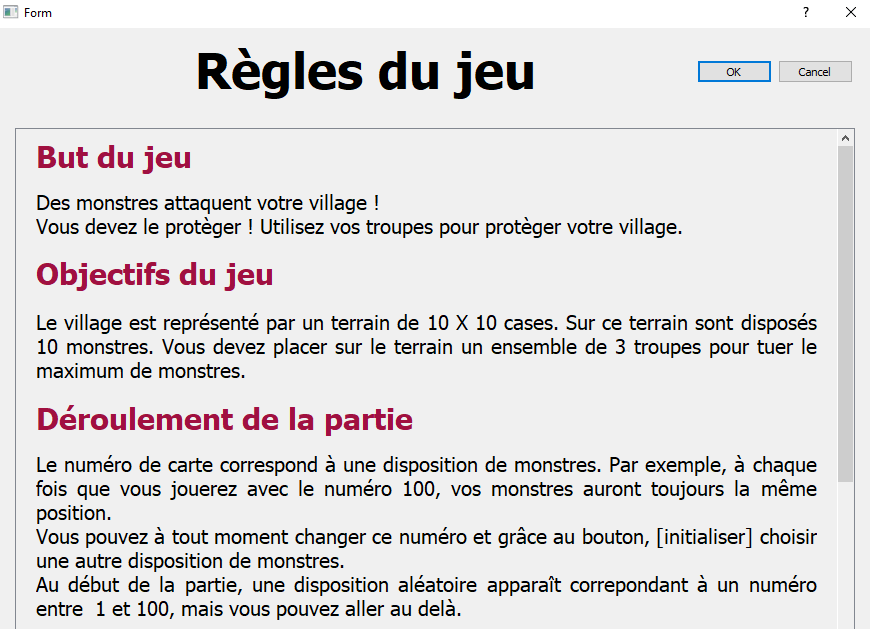 Form
?
Règles du jeu
OK
Cancel
But du jeu
Des monstres attaquent votre village !
Vous devez le protèger ! Utilisez vos troupes pour protèger votre village.
Objectifs du jeu
Le village est représenté par un terrain de 10 X 10 cases. Sur ce terrain sont disposés
10 monstres. Vous devez placer sur le terrain un ensemble de 3 troupes pour tuer le
maximum de monstres.
Déroulement de la partie
Le numéro de carte correspond à une disposition de monstres. Par exemple, à chaque
fois que vous jouerez avec le numéro 100, vos monstres auront toujours la même
position.
Vous pouvez à tout moment changer ce numéro et grâce au bouton, [initialiser] choisir
une autre disposition de monstres.
Au début de la partie, une disposition aléatoire apparaît correpondant à un numéro
entre  1 et 100, mais vous pouvez aller au delà.